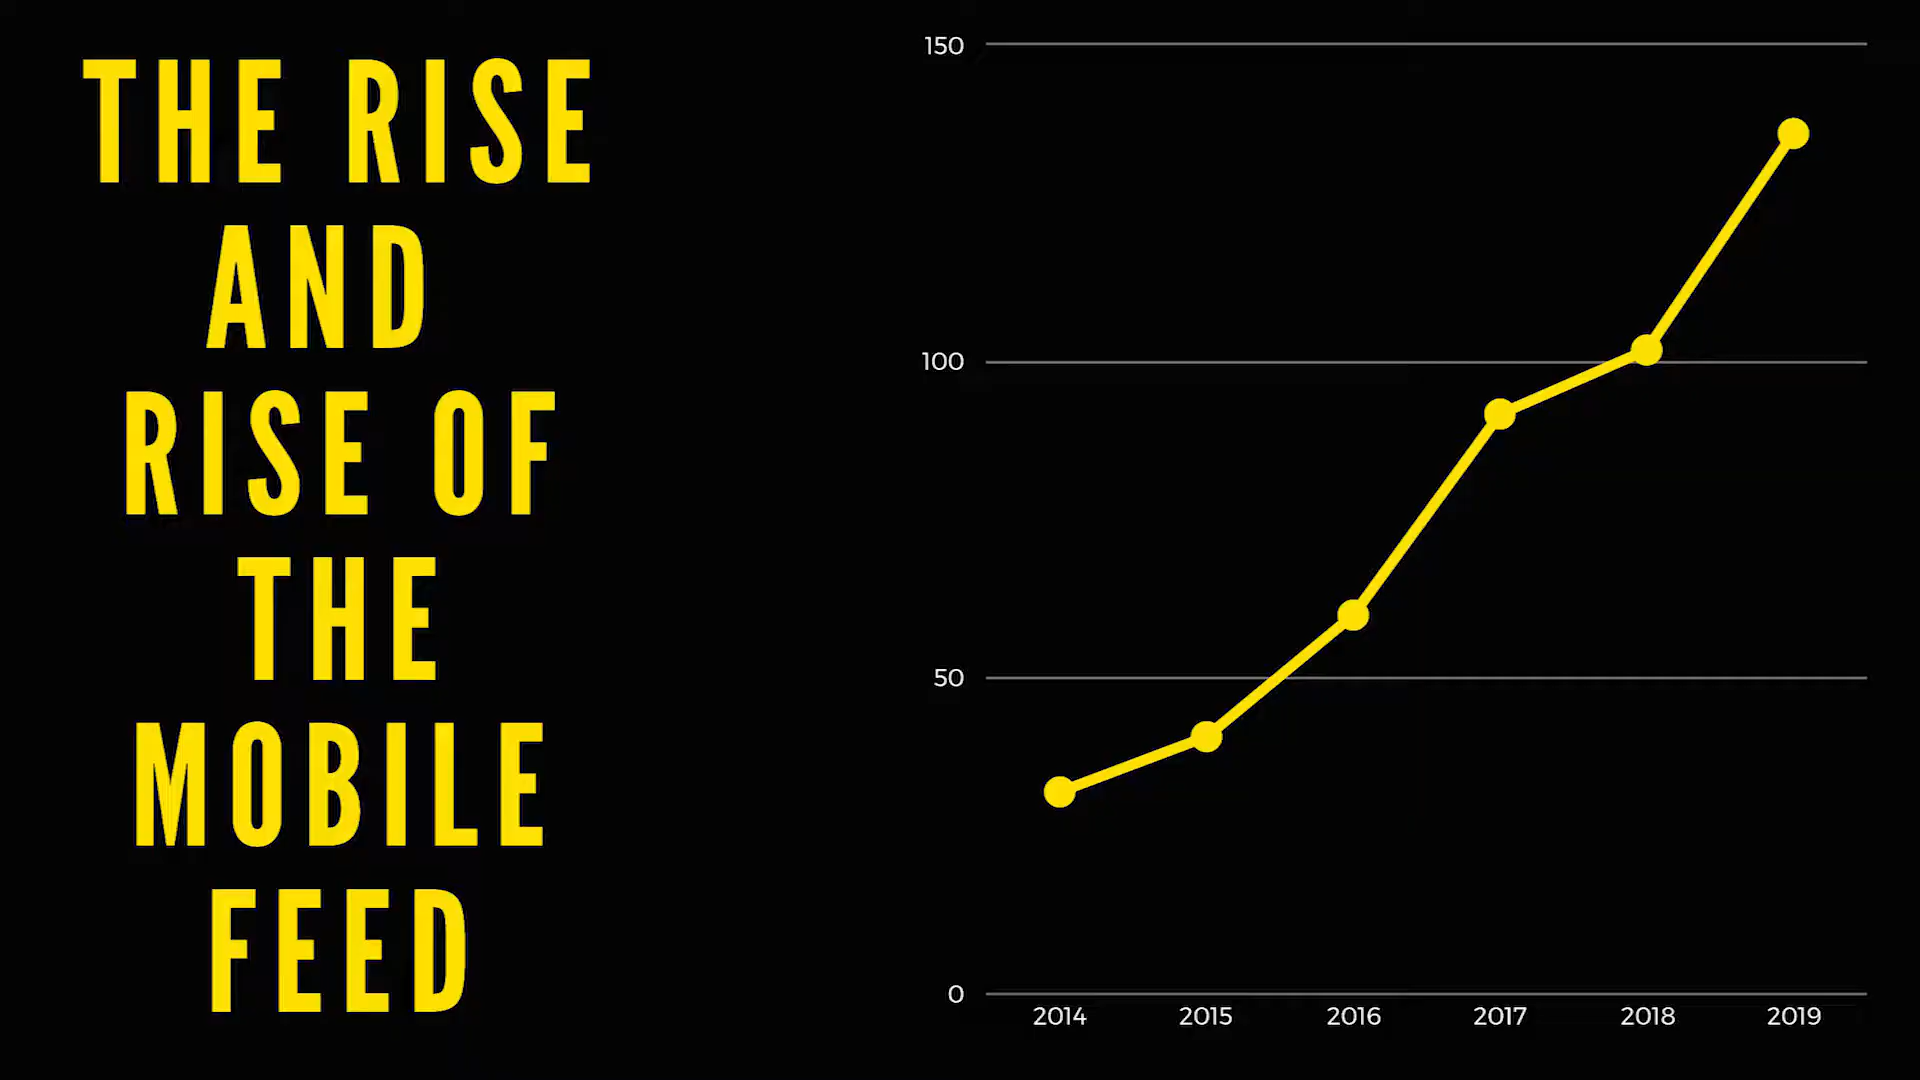 THE RISE
AND
RISE OF
THE
MOBILE
FEED
150
100
50
0
2014 2015 2016 2017 2018 2019